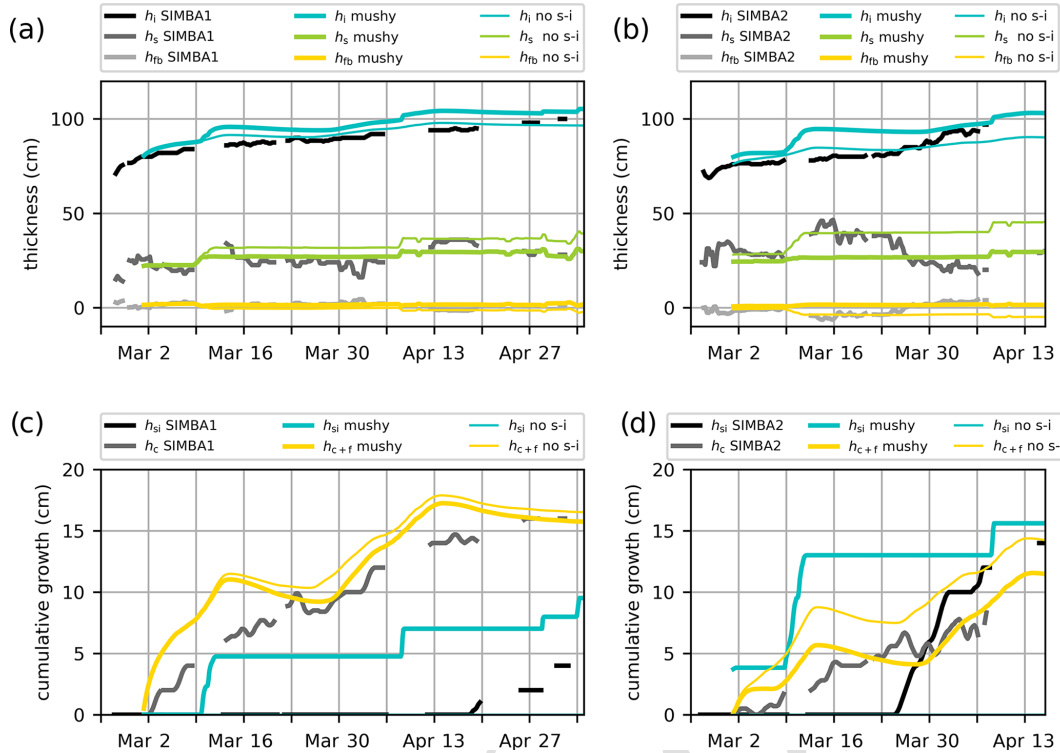 (a)
h_i SIMBA1 h_i mushy h_i no s-i
h_s SIMBA1 h_s mushy h_s no s-i
h_fb SIMBA1 h_fb mushy h_fb no s-i
thickness (cm)
100
50
0
Mar 2 Mar 16 Mar 30 Apr 13 Apr 27
(b)
h_i SIMBA2 h_i mushy h_i no s-i
h_s SIMBA2 h_s mushy h_s no s-i
h_fb SIMBA2 h_fb mushy h_fb no s-i
thickness (cm)
100
50
0
Mar 2 Mar 16 Mar 30 Apr 13
(c)
h_si SIMBA1 h_si mushy h_si no s-i
h_c SIMBA1 h_c+f mushy h_c+f no s-i
cumulative growth (cm)
20
15
10
5
0
Mar 2 Mar 16 Mar 30 Apr 13 Apr 27
(d)
h_si SIMBA2 h_si mushy h_si no s-i
h_c SIMBA2 h_c+f mushy h_c+f no s-
cumulative growth (cm)
20
15
10
5
0
Mar 2 Mar 16 Mar 30 Apr 13